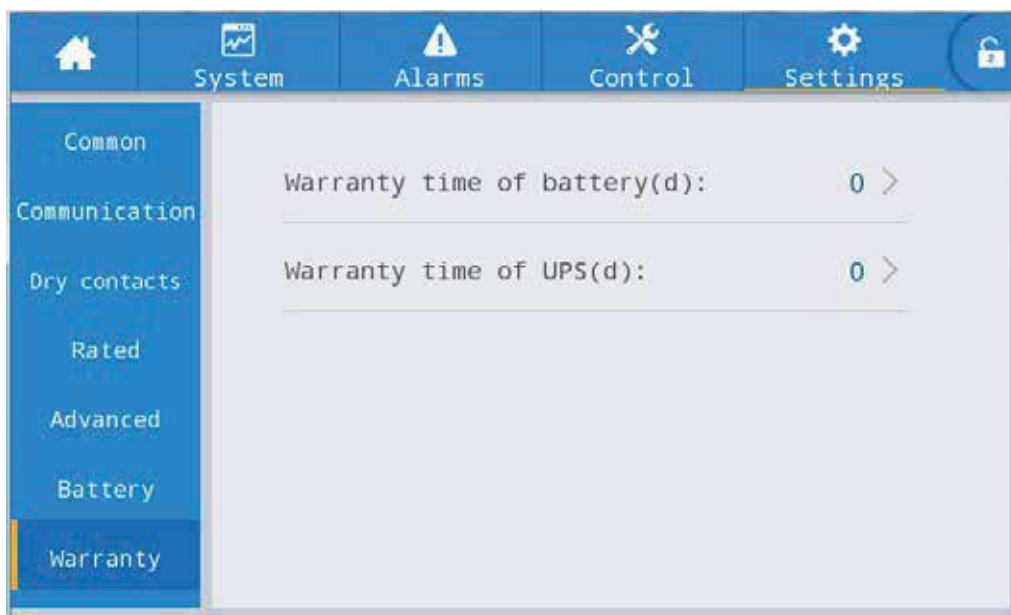 System Alarms Control Settings
Common
Warranty time of battery(d): 0 >
Communication
Warranty time of UPS(d): 0 >
Dry contacts
Rated
Advanced
Battery
Warranty